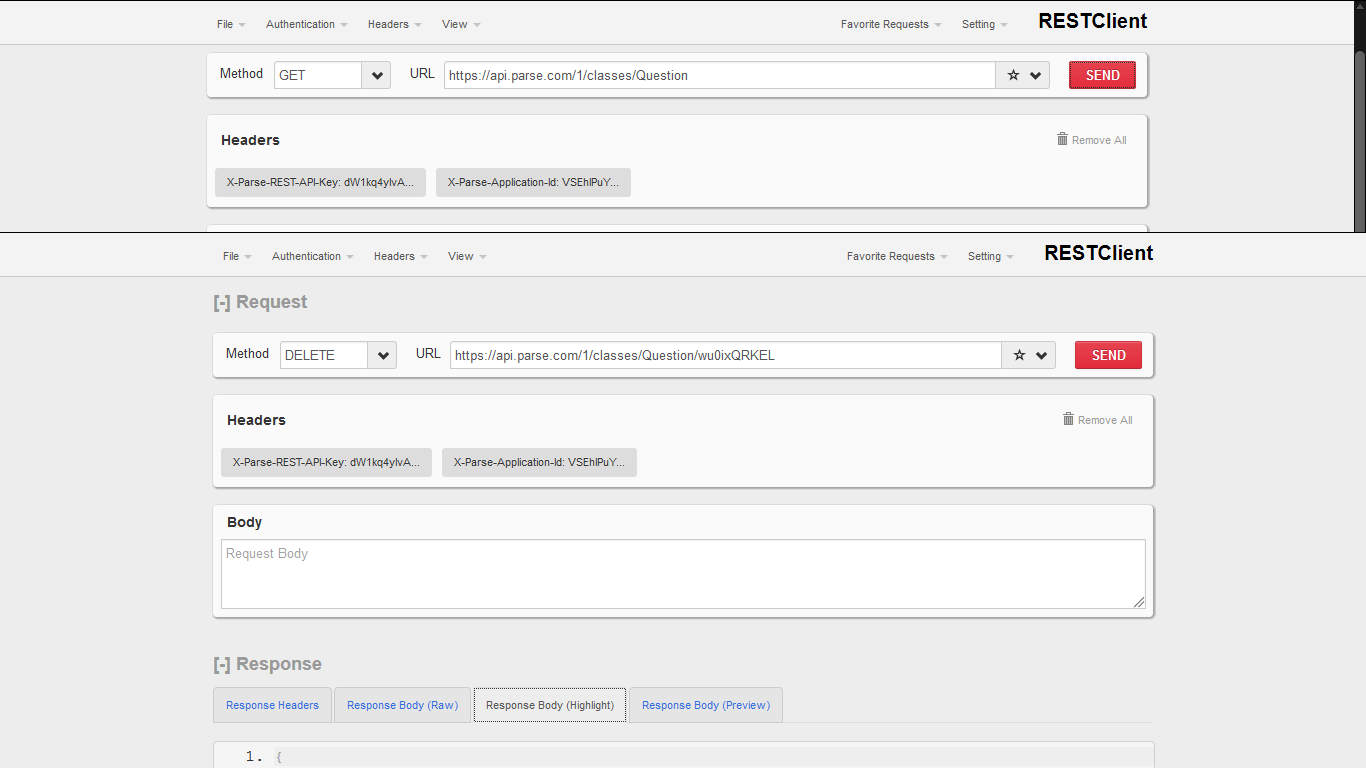 File Authentication Headers View Favorite Requests Setting RESTClient
Method GET URL https://api.parse.com/1/classes/Question SEND
Headers Remove All
X-Parse-REST-API-Key: dW1kq4ylvA... X-Parse-Application-Id: VSEhlPuY...
File Authentication Headers View Favorite Requests Setting RESTClient
[-] Request
Method DELETE URL https://api.parse.com/1/classes/Question/wu0ixQRKEL SEND
Headers Remove All
X-Parse-REST-API-Key: dW1kq4ylvA... X-Parse-Application-Id: VSEhlPuY...
Body
Request Body
[-] Response
Response Headers Response Body (Raw) Response Body (Highlight) Response Body (Preview)
1. {